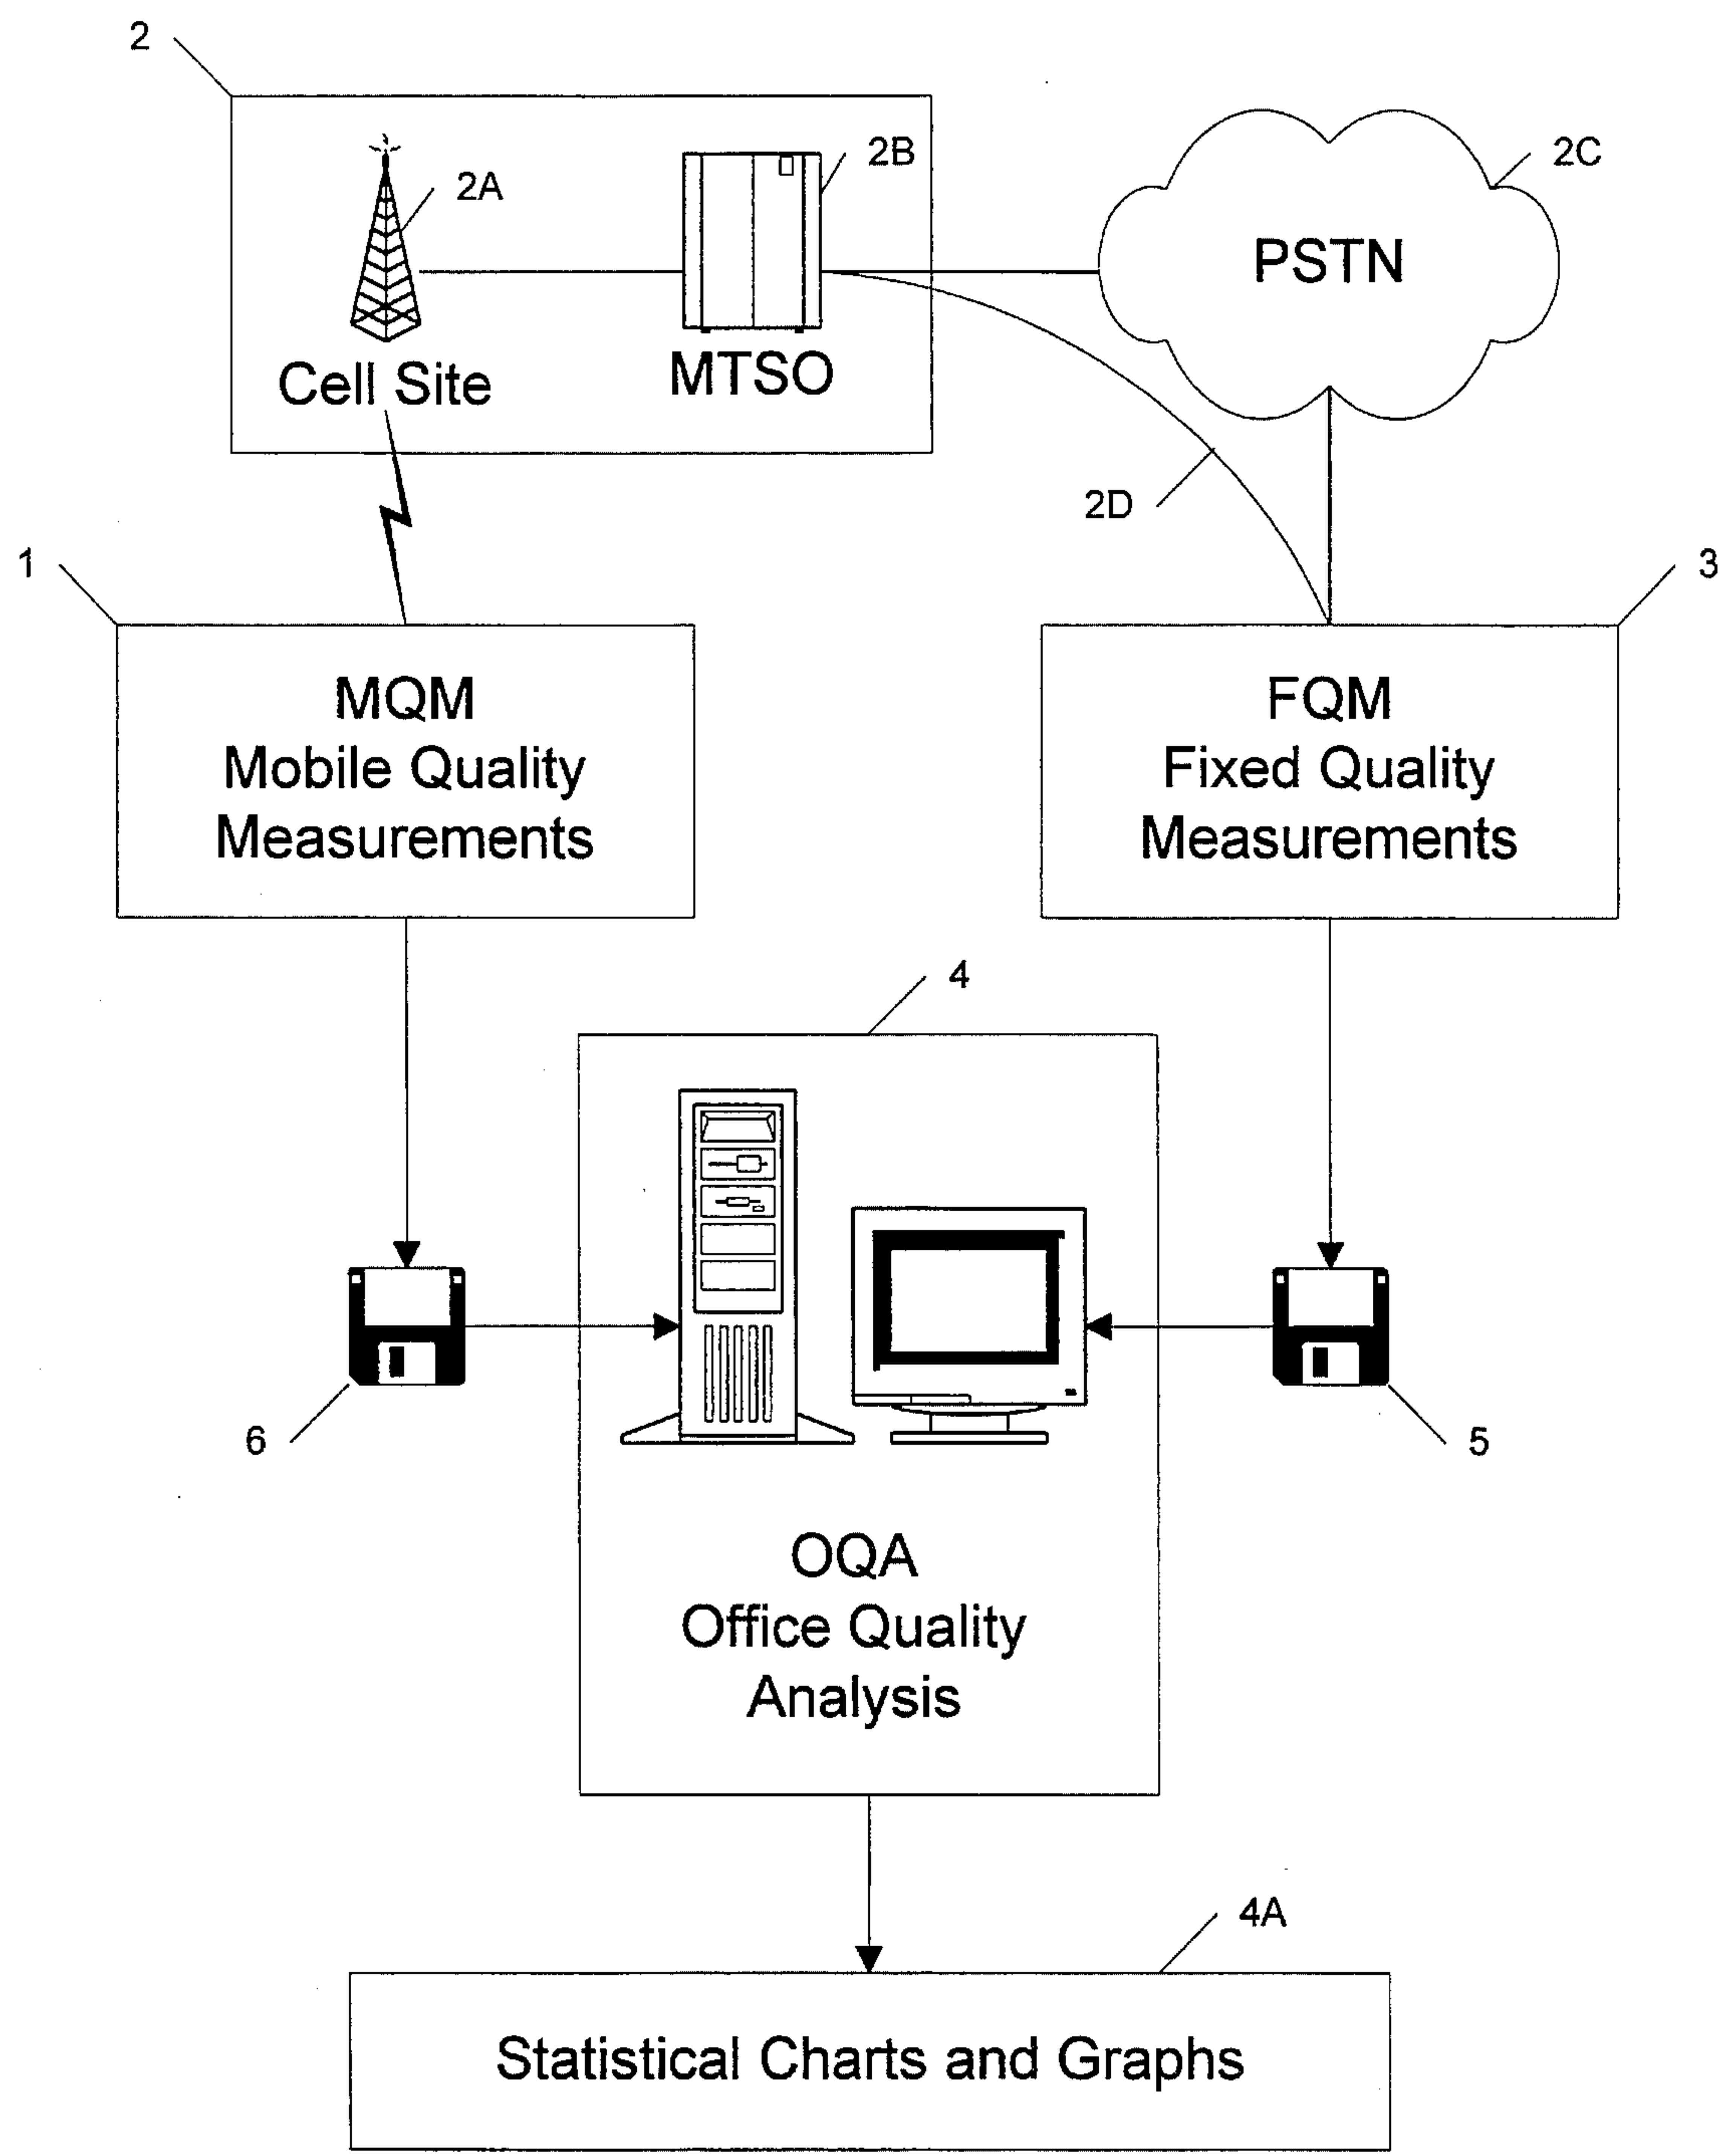 2
2A
2B
2C
PSTN
Cell Site
MTSO
2D
1
3
MQM
Mobile Quality
Measurements
FQM
Fixed Quality
Measurements
4
6
5
OQA
Office Quality
Analysis
4A
Statistical Charts and Graphs